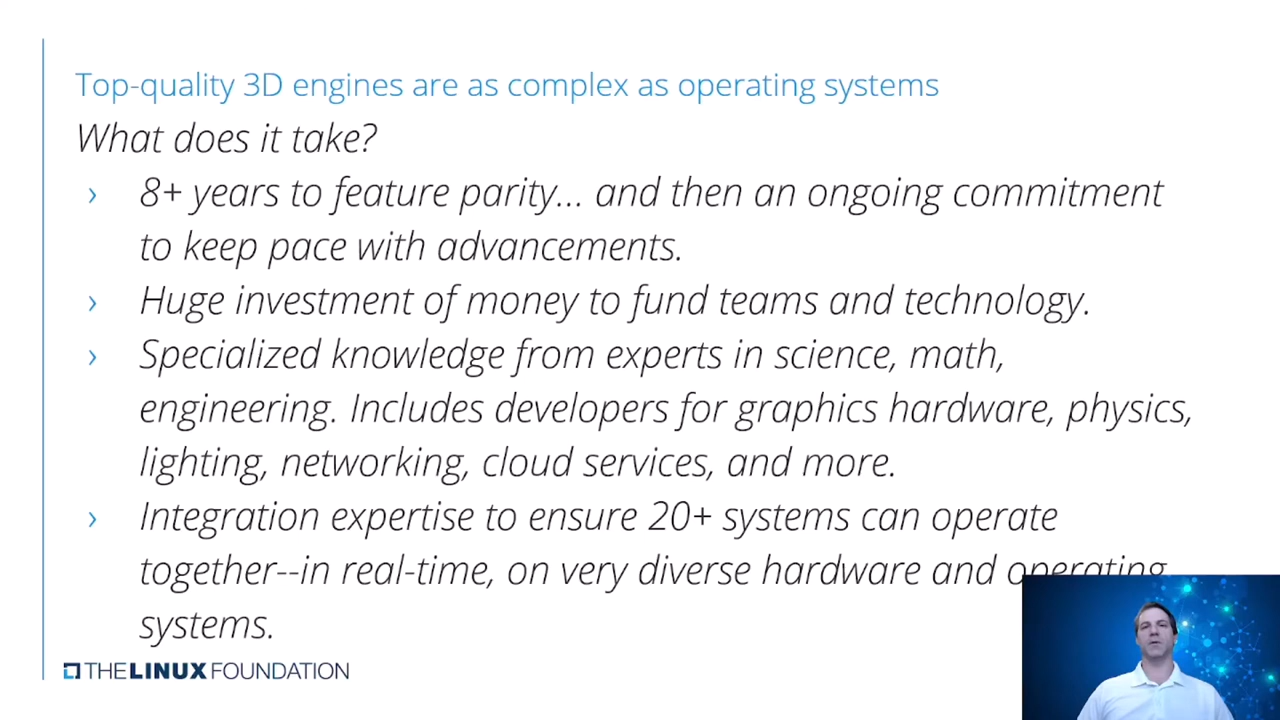 Top-quality 3D engines are as complex as operating systems
What does it take?
› 8+ years to feature parity... and then an ongoing commitment
to keep pace with advancements.
› Huge investment of money to fund teams and technology.
› Specialized knowledge from experts in science, math,
engineering. Includes developers for graphics hardware, physics,
lighting, networking, cloud services, and more.
› Integration expertise to ensure 20+ systems can operate
together--in real-time, on very diverse hardware and operating
systems.
THE LINUX FOUNDATION